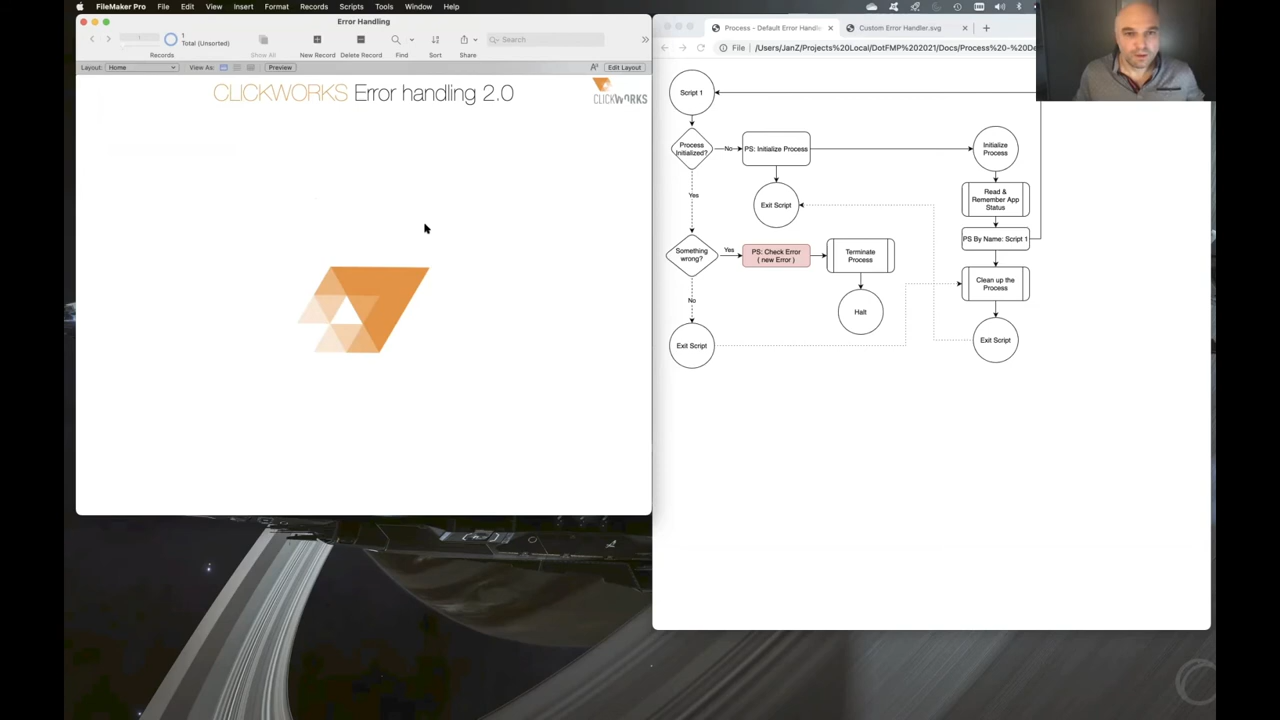 FileMaker Pro File Edit View Insert Format Records Scripts Tools Window Help
Error Handling
1
1
Total (Unsorted)
Records
Show All
New Record
Delete Record
Find
Sort
Share
Search
Layout: Home
View As:
Preview
Edit Layout
CLICKWORKS Error handling 2.0
CLICKWORKS
Process - Default Error Handle
Custom Error Handler.svg
File /Users/JanZ/Projects%20Local/DotFMP%202021/Docs/Process%20-%20De
Script 1
Process
Initialized?
No
PS: Initialize Process
Initialize
Process
Yes
Exit Script
Read &
Remember App
Status
PS By Name: Script 1
Something
wrong?
Yes
PS: Check Error
( new Error )
Terminate
Process
Clean up the
Process
No
Halt
Exit Script
Exit Script